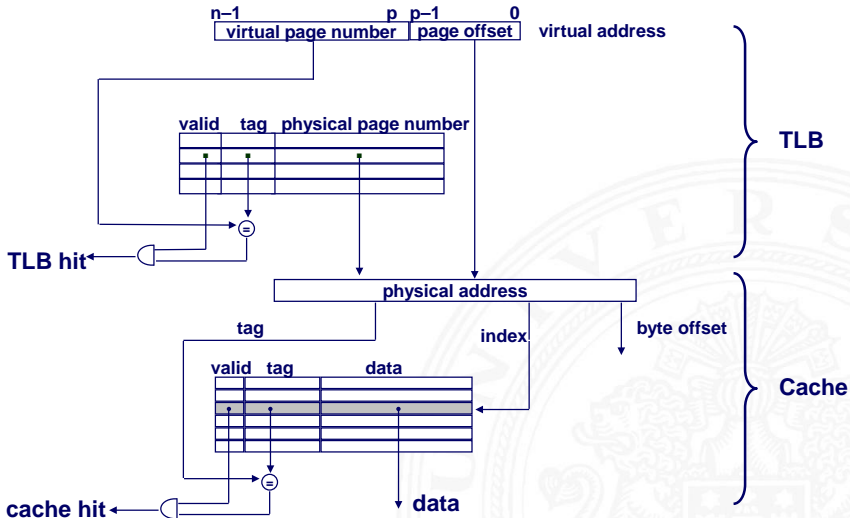 n–1 p p–1 0
virtual page number page offset virtual address
valid tag physical page number
TLB
=
TLB hit
physical address
tag
index
byte offset
valid tag data
Cache
=
cache hit
data
UNIVERS